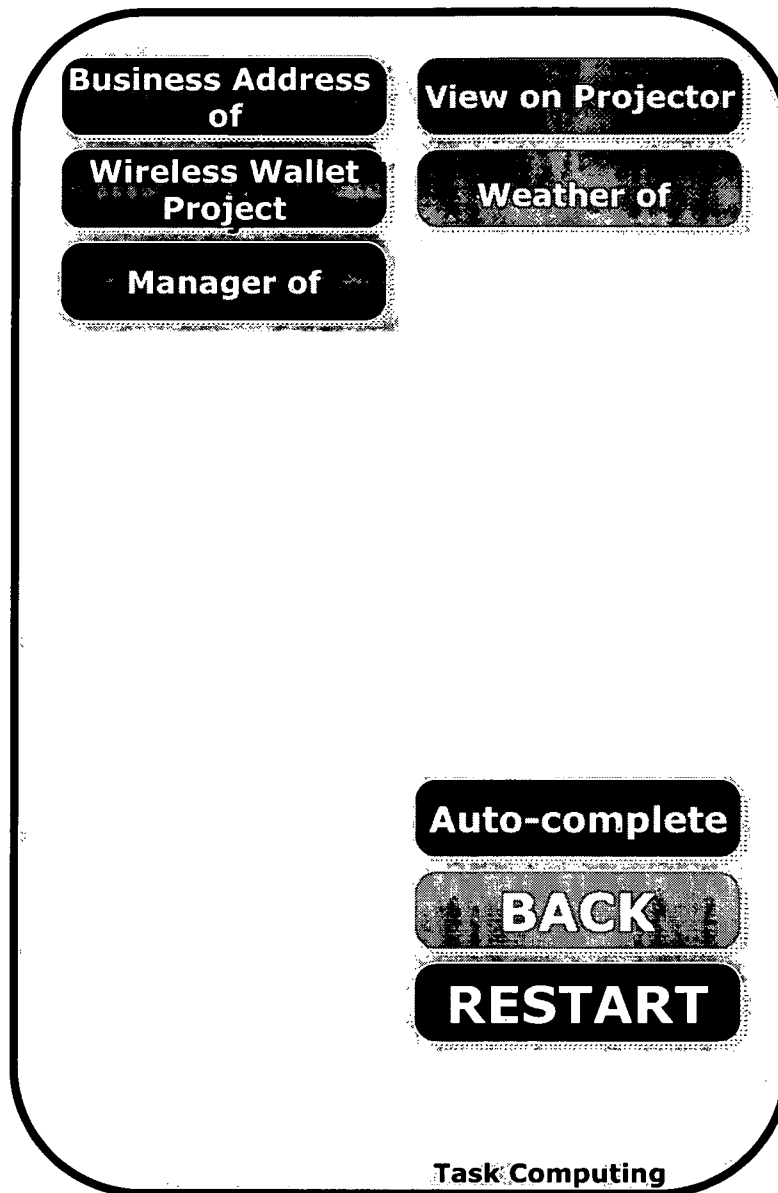 Business Address
of
Wireless Wallet
Project
Manager of
View on Projector
Weather of
Auto-complete
BACK
RESTART
Task Computing